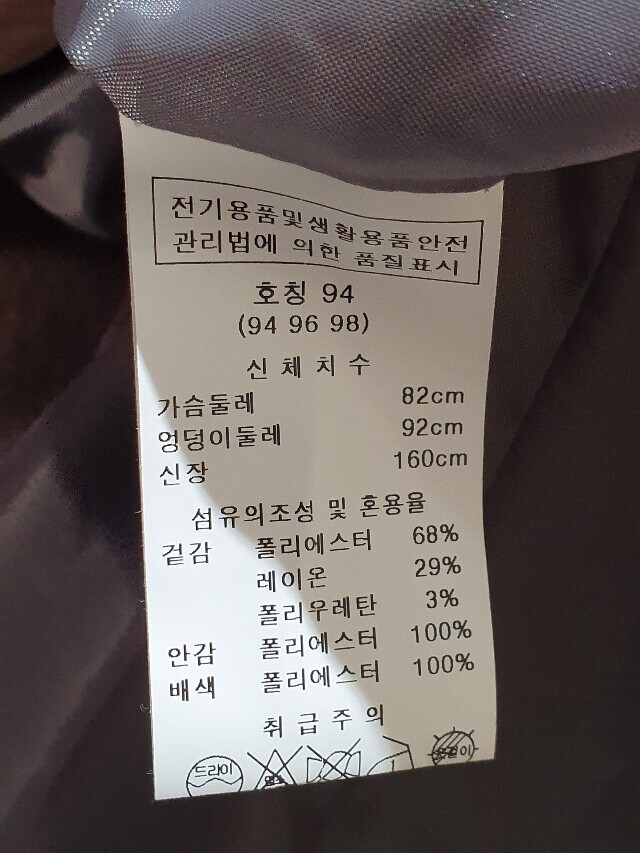 전기용품및생활용품안전
관리법에 의한 품질표시
호칭 94
(94 96 98)
신체치수
가슴둘레 82cm
엉덩이둘레 92cm
신장 160cm
섬유의조성 및 혼용율
겉감 폴리에스터 68%
레이온 29%
폴리우레탄 3%
안감 폴리에스터 100%
배색 폴리에스터 100%
취급주의
드라이